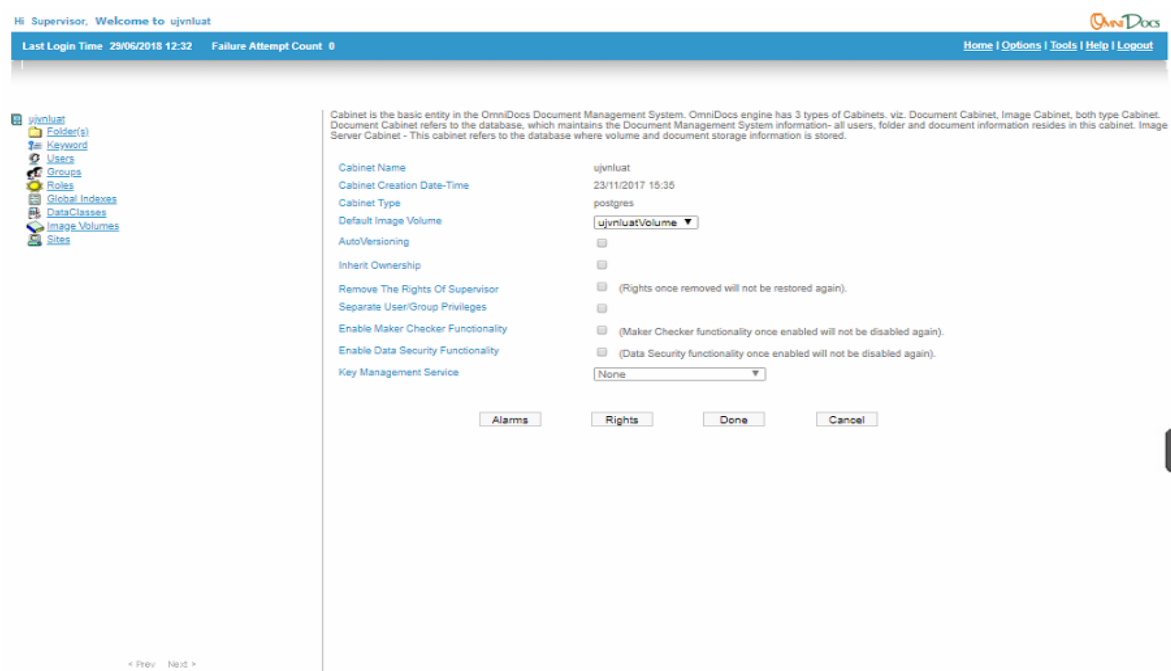 Hi Supervisor, Welcome to ujvnluat
OmniDocs
Last Login Time 29/06/2018 12:32 Failure Attempt Count 0
Home | Options | Tools | Help | Logout
ujvnluat
Folder(s)
Keyword
Users
Groups
Roles
Global Indexes
DataClasses
Image Volumes
Sites
Cabinet is the basic entity in the OmniDocs Document Management System. OmniDocs engine has 3 types of Cabinets. viz. Document Cabinet, Image Cabinet, both type Cabinet.
Document Cabinet refers to the database, which maintains the Document Management System information- all users, folder and document information resides in this cabinet. Image
Server Cabinet - This cabinet refers to the database where volume and document storage information is stored.
Cabinet Name ujvnluat
Cabinet Creation Date-Time 23/11/2017 15:35
Cabinet Type postgres
Default Image Volume ujvnluatVolume
AutoVersioning
Inherit Ownership
Remove The Rights Of Supervisor (Rights once removed will not be restored again).
Separate User/Group Privileges
Enable Maker Checker Functionality (Maker Checker functionality once enabled will not be disabled again).
Enable Data Security Functionality (Data Security functionality once enabled will not be disabled again).
Key Management Service None
Alarms Rights Done Cancel
< Prev Next >